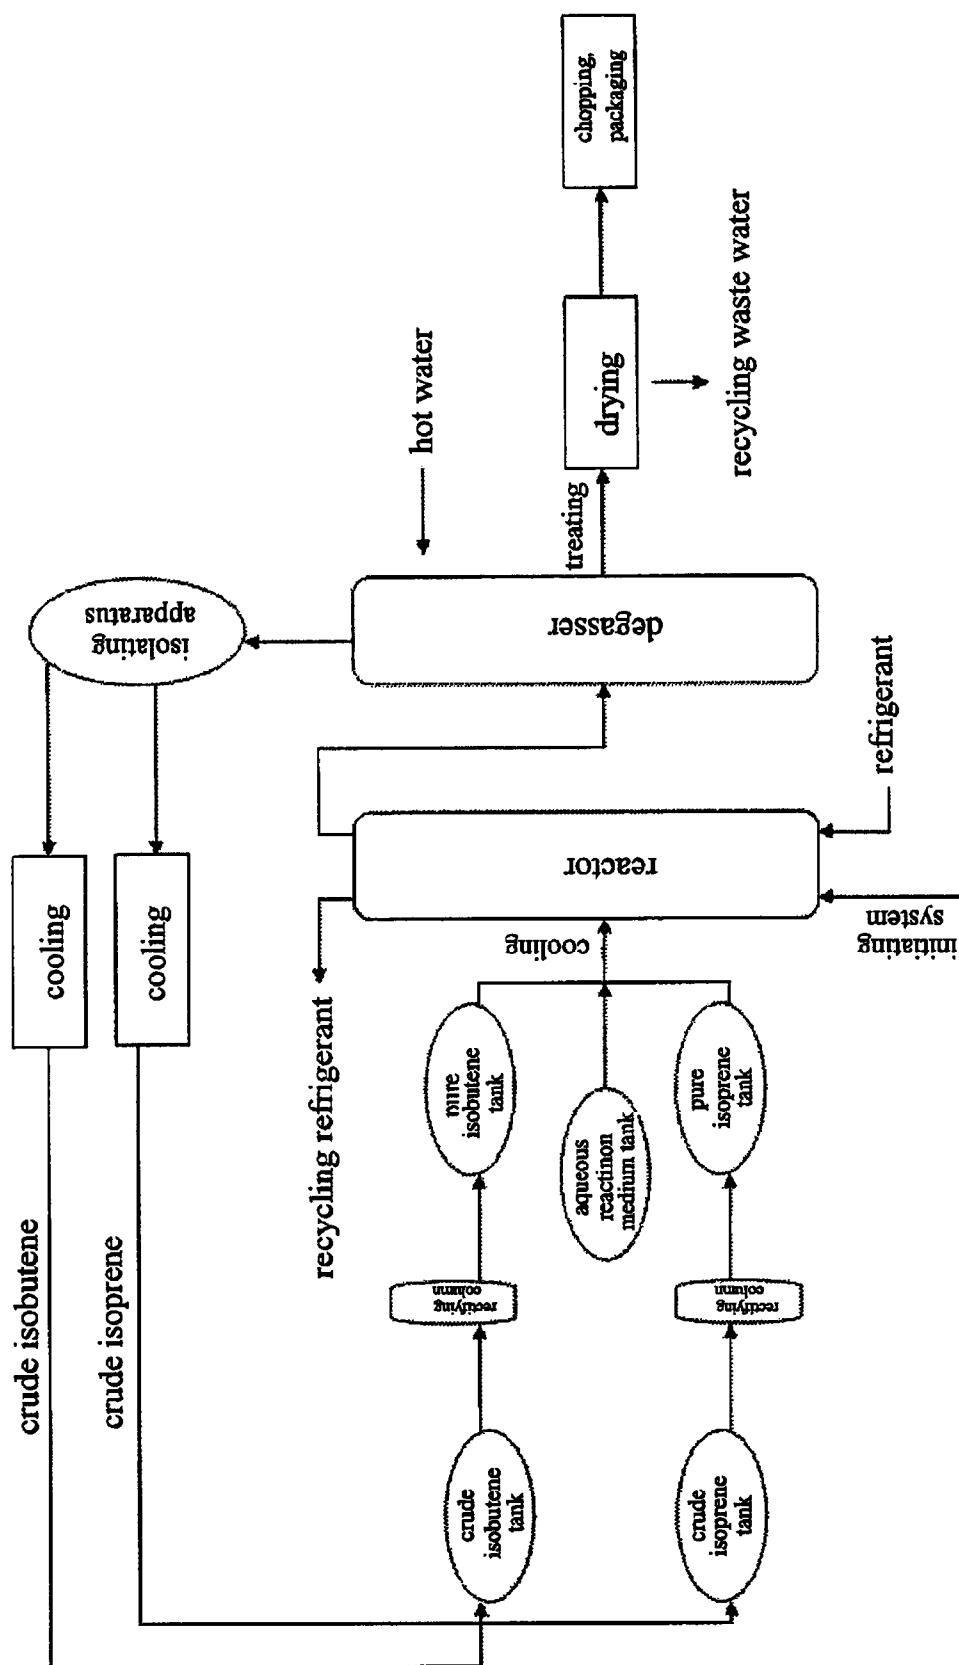 crude isobutene
crude isoprene
cooling
cooling
isolating
apparatus
recycling refrigerant
hot water
crude
isobutene
tank
rectifying
column
pure
isobutene
tank
aqueous
reactinon
medium tank
cooling
reactor
degasser
treating
drying
chopping,
packaging
crude
isoprene
tank
rectifying
column
pure
isoprene
tank
initiating
system
refrigerant
recycling waste water